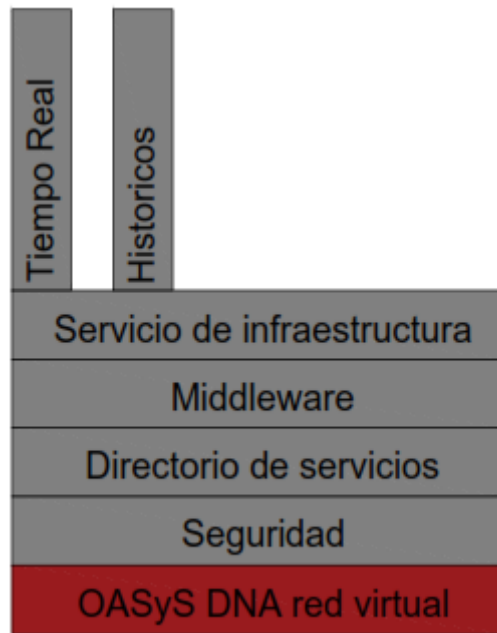 Tiempo Real
Historicos
Servicio de infraestructura
Middleware
Directorio de servicios
Seguridad
OASyS DNA red virtual